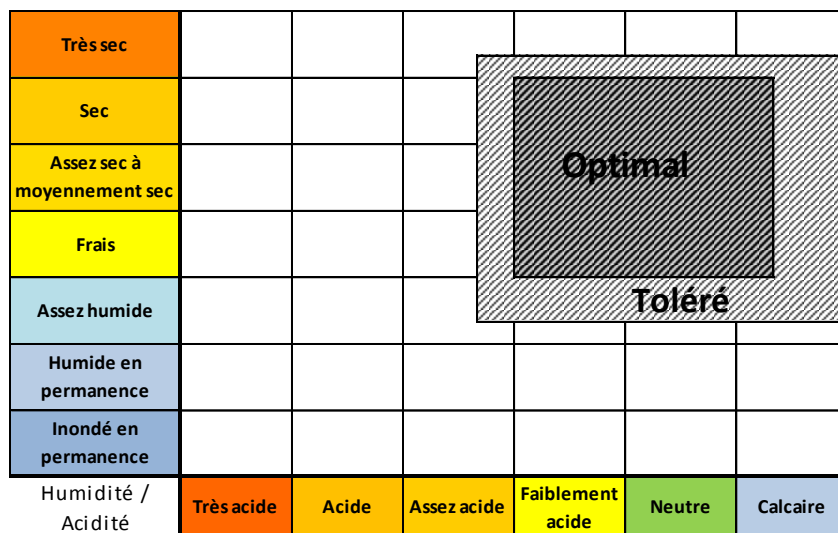 Très sec
Sec
Optimal
Assez sec à
moyennement sec
Frais
Toléré
Assez humide
Humide en
permanence
Inondé en
permanence
Humidité /
Acidité
Très acide
Acide
Assez acide
Faiblement
acide
Neutre
Calcaire